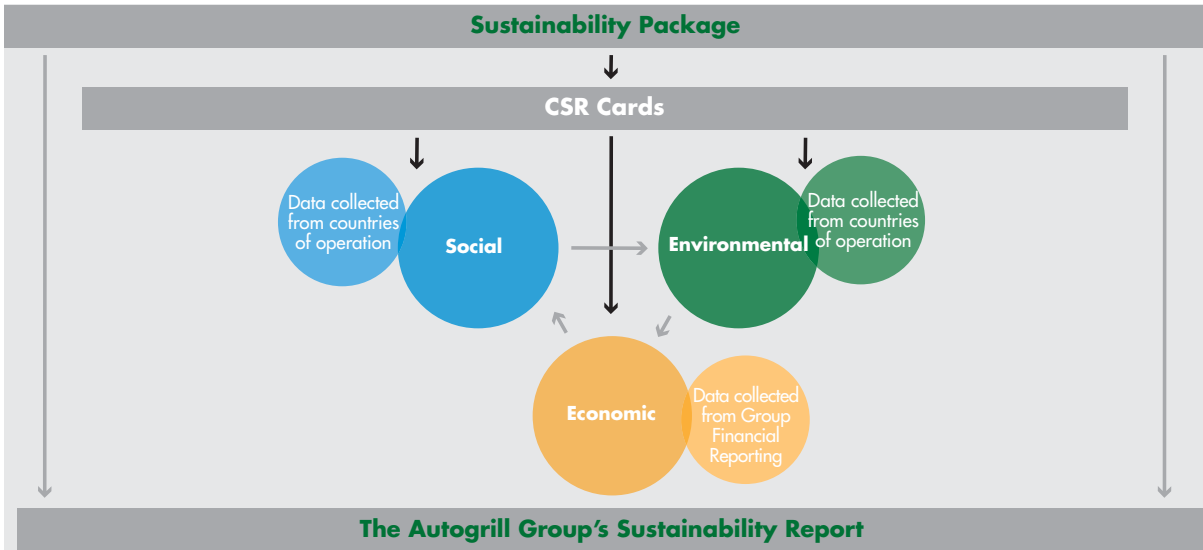 Sustainability Package
CSR Cards
Data collected
from countries
of operation
Social
Environmental
Data collected
from countries
of operation
Economic
Data collected
from Group
Financial
Reporting
The Autogrill Group’s Sustainability Report